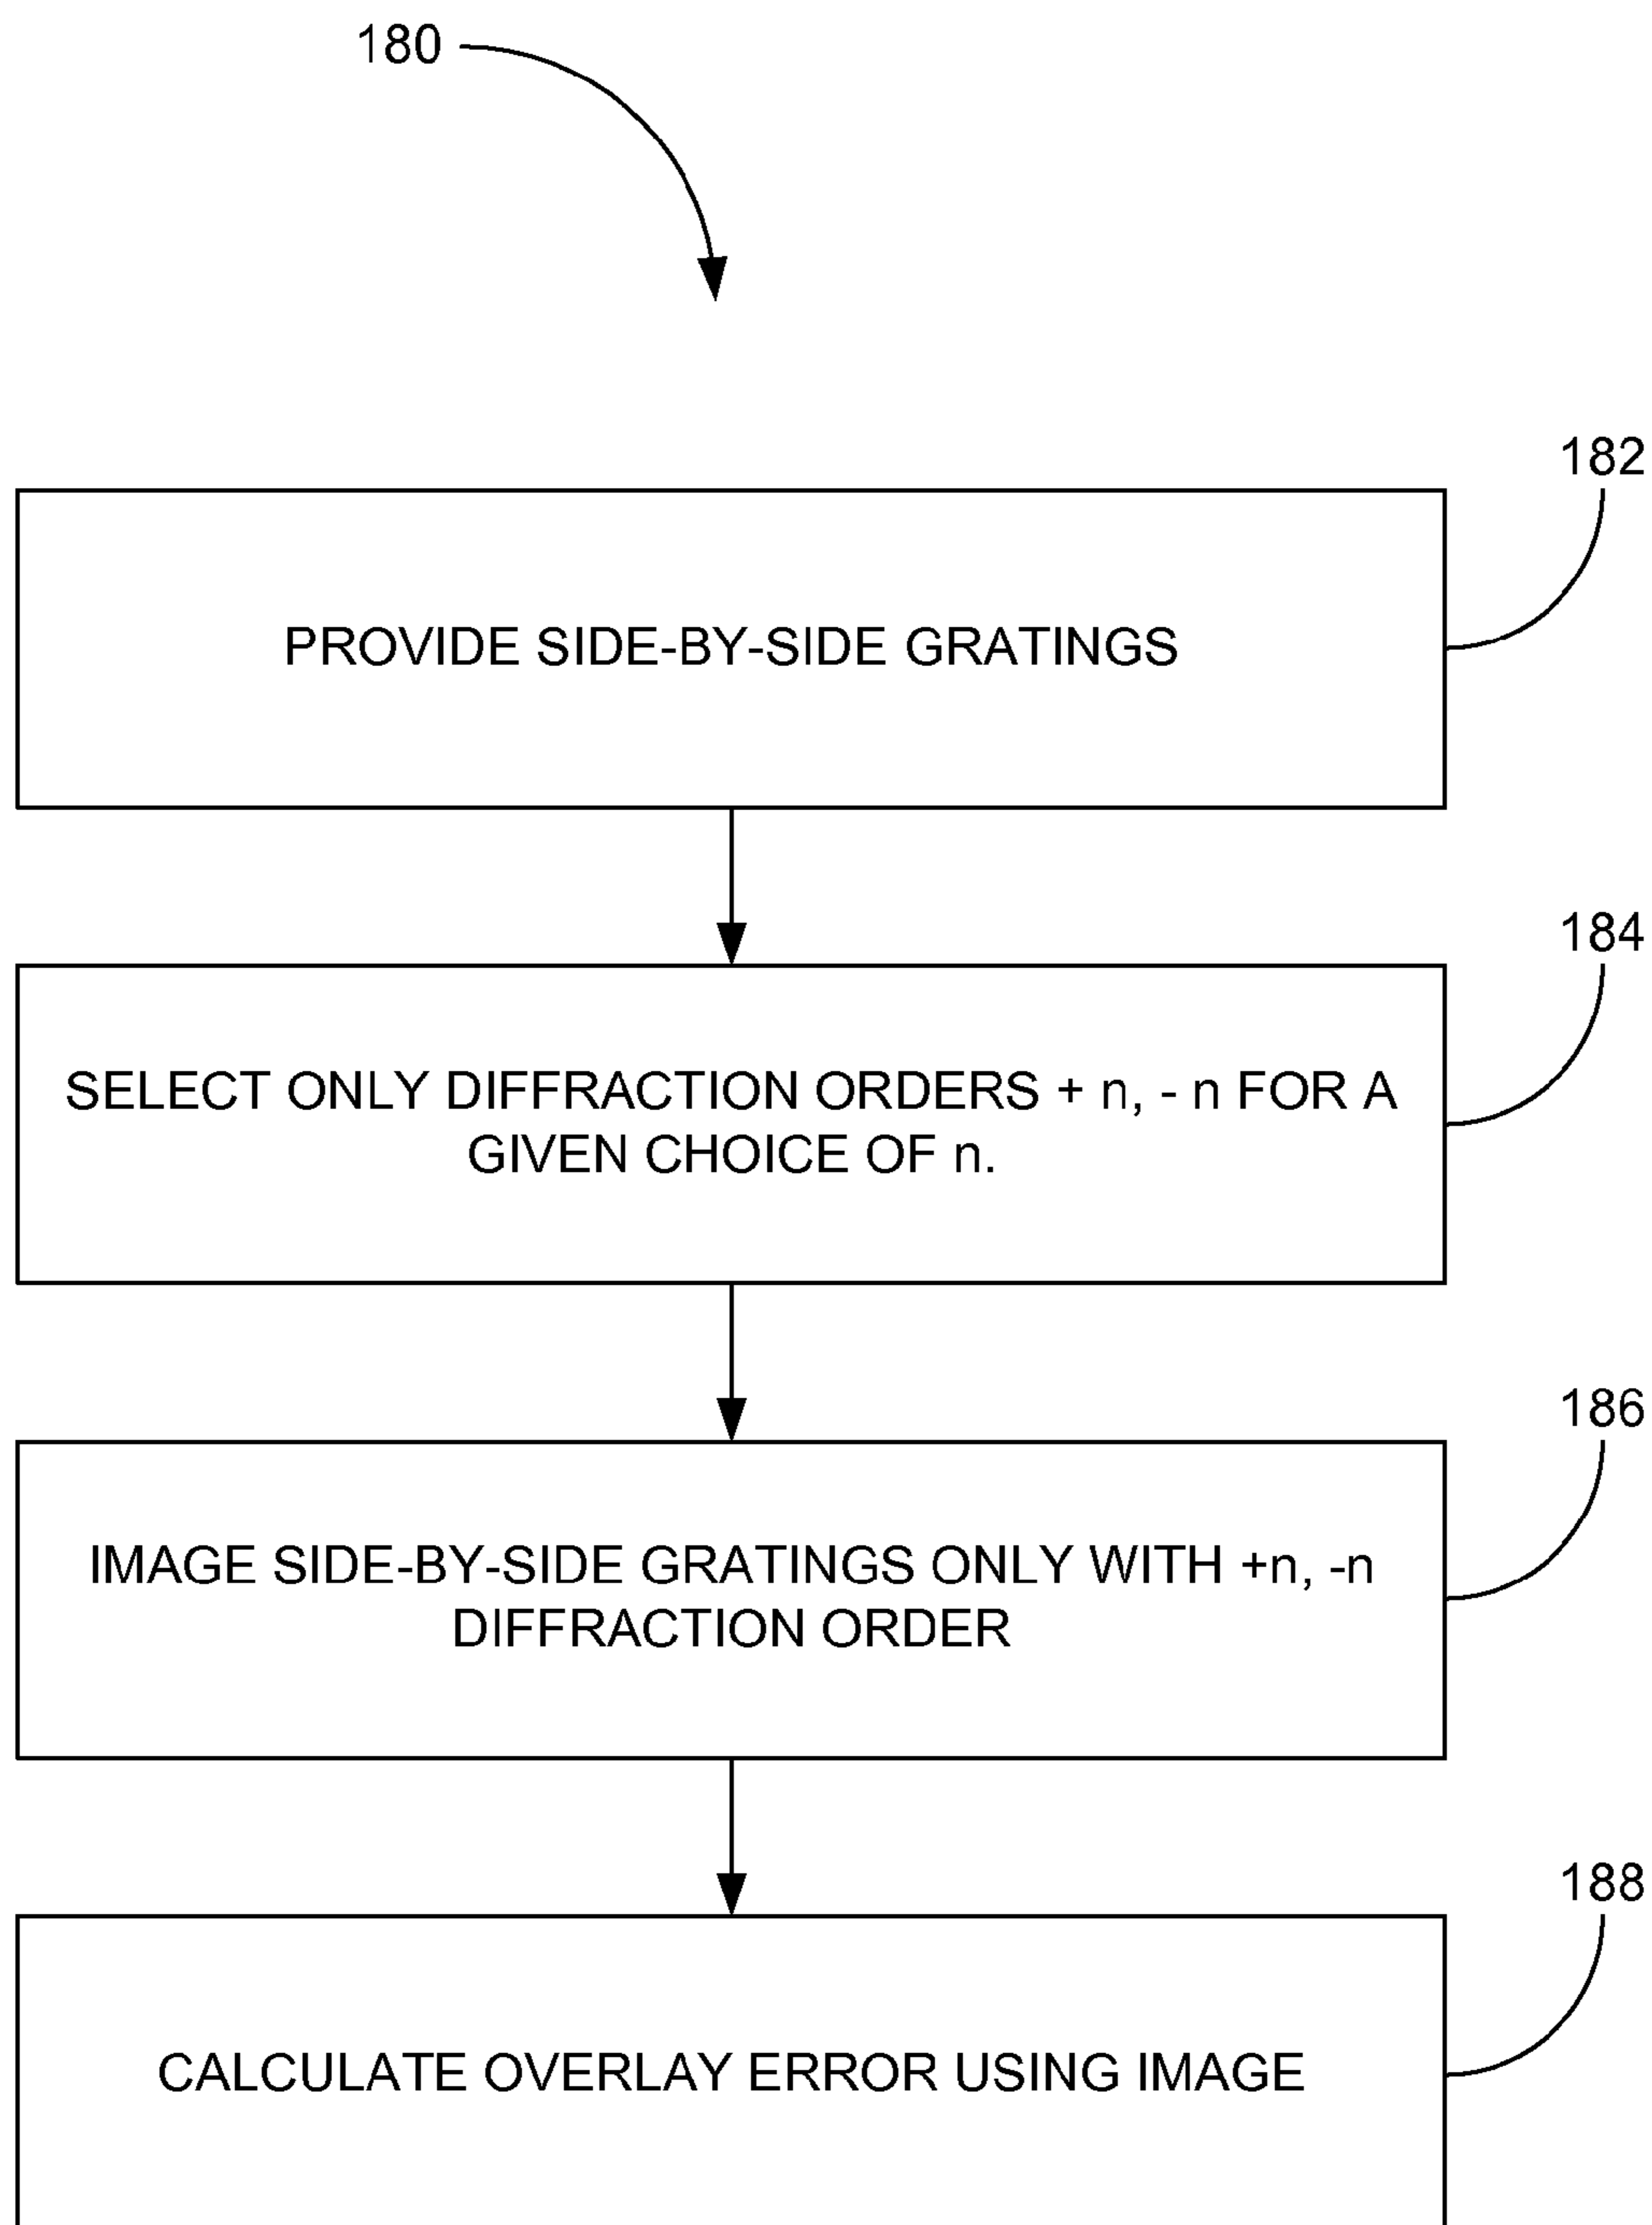 180
182
PROVIDE SIDE-BY-SIDE GRATINGS
184
SELECT ONLY DIFFRACTION ORDERS + n, - n FOR A
GIVEN CHOICE OF n.
186
IMAGE SIDE-BY-SIDE GRATINGS ONLY WITH +n, -n
DIFFRACTION ORDER
188
CALCULATE OVERLAY ERROR USING IMAGE